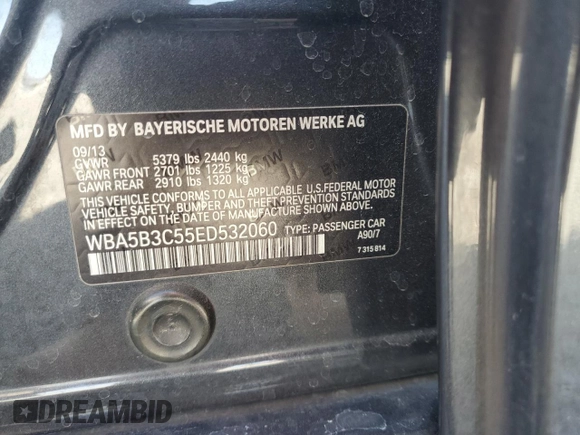 MFD BY BAYERISCHE MOTOREN WERKE AG
09/13
GVWR 5379 lbs 2440 kg
GAWR FRONT 2701 lbs 1225 kg
GAWR REAR 2910 lbs 1320 kg
THIS VEHICLE CONFORMS TO ALL APPLICABLE U.S.FEDERAL MOTOR
VEHICLE SAFETY, BUMPER AND THEFT PREVENTION STANDARDS
IN EFFECT ON THE DATE OF MANUFACTURE SHOWN ABOVE.
WBA5B3C55ED532060 TYPE: PASSENGER CAR
A90/7
7 315 814
DREAMBID